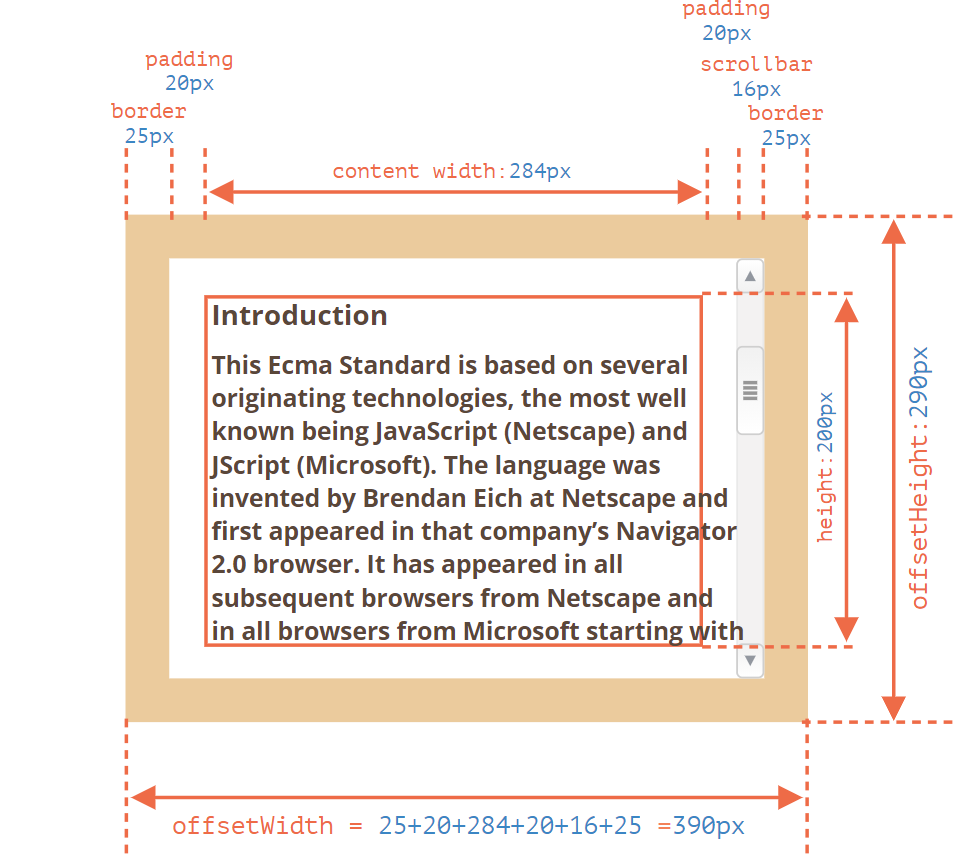 padding
20px
padding
20px
scrollbar
16px
border
25px
border
25px
content width:284px
Introduction
This Ecma Standard is based on several
originating technologies, the most well
known being JavaScript (Netscape) and
JScript (Microsoft). The language was
invented by Brendan Eich at Netscape and
first appeared in that company’s Navigator
2.0 browser. It has appeared in all
subsequent browsers from Netscape and
in all browsers from Microsoft starting with
height:200px
offsetHeight:290px
offsetWidth = 25+20+284+20+16+25 =390px